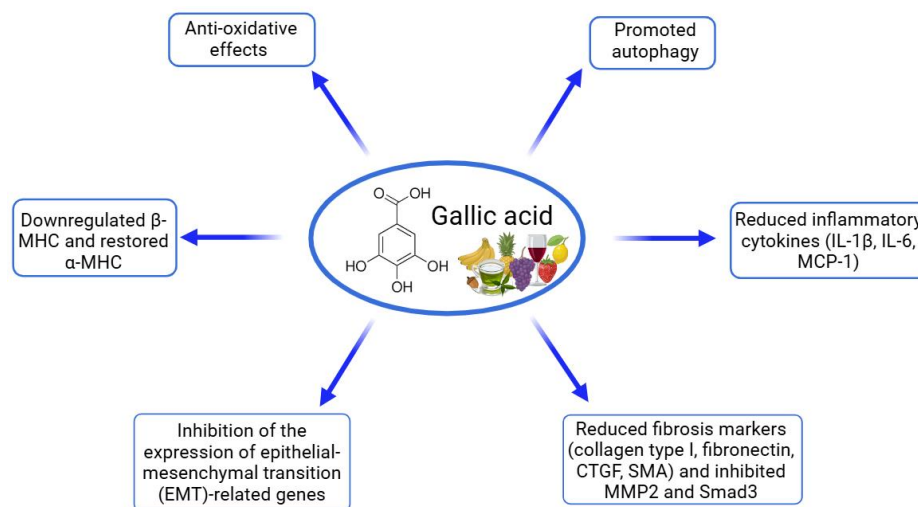 Anti-oxidative
effects
Promoted
autophagy
Downregulated β-
MHC and restored
α-MHC
O
OH
HO
OH
OH
Gallic acid
Reduced inflammatory
cytokines (IL-1β, IL-6,
MCP-1)
Inhibition of the
expression of epithelial-
mesenchymal transition
(EMT)-related genes
Reduced fibrosis markers
(collagen type I, fibronectin,
CTGF, SMA) and inhibited
MMP2 and Smad3